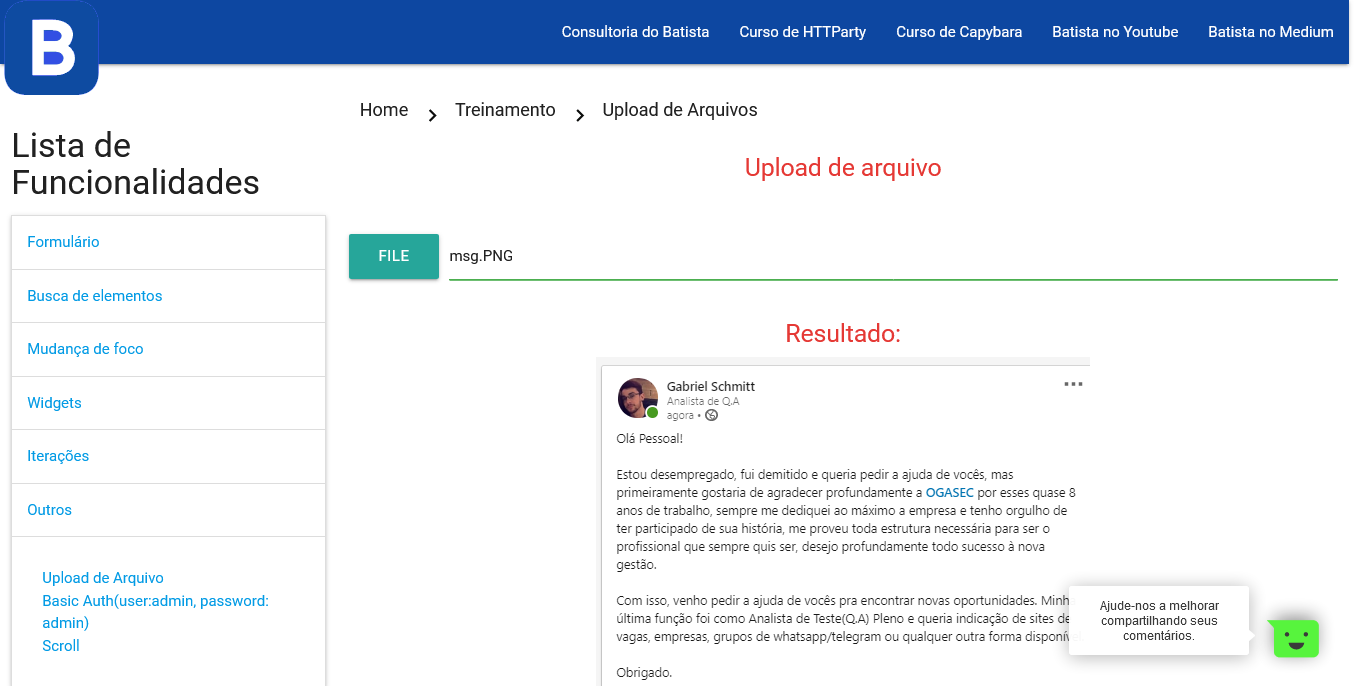 B
Consultoria do Batista
Curso de HTTParty
Curso de Capybara
Batista no Youtube
Batista no Medium
Home
Treinamento
Upload de Arquivos
Lista de
Funcionalidades
Formulário
Busca de elementos
Mudança de foco
Widgets
Iterações
Outros
Upload de Arquivo
Basic Auth(user:admin, password:
admin)
Scroll
Upload de arquivo
FILE
msg.PNG
Resultado:
Gabriel Schmitt
Analista de Q.A
agora •
Olá Pessoal!
Estou desempregado, fui demitido e queria pedir a ajuda de vocês, mas
primeiramente gostaria de agradecer profundamente a OGASEC por esses quase 8
anos de trabalho, sempre me dediquei ao máximo a empresa e tenho orgulho de
ter participado de sua história, me proveu toda estrutura necessária para ser o
profissional que sempre quis ser, desejo profundamente todo sucesso à nova
gestão.
Com isso, venho pedir a ajuda de vocês pra encontrar novas oportunidades. Minh
última função foi como Analista de Teste(Q.A) Pleno e queria indicação de sites de
vagas, empresas, grupos de whatsapp/telegram ou qualquer outra forma disponív
Obrigado.
Ajude-nos a melhorar
compartilhando seus
comentários.